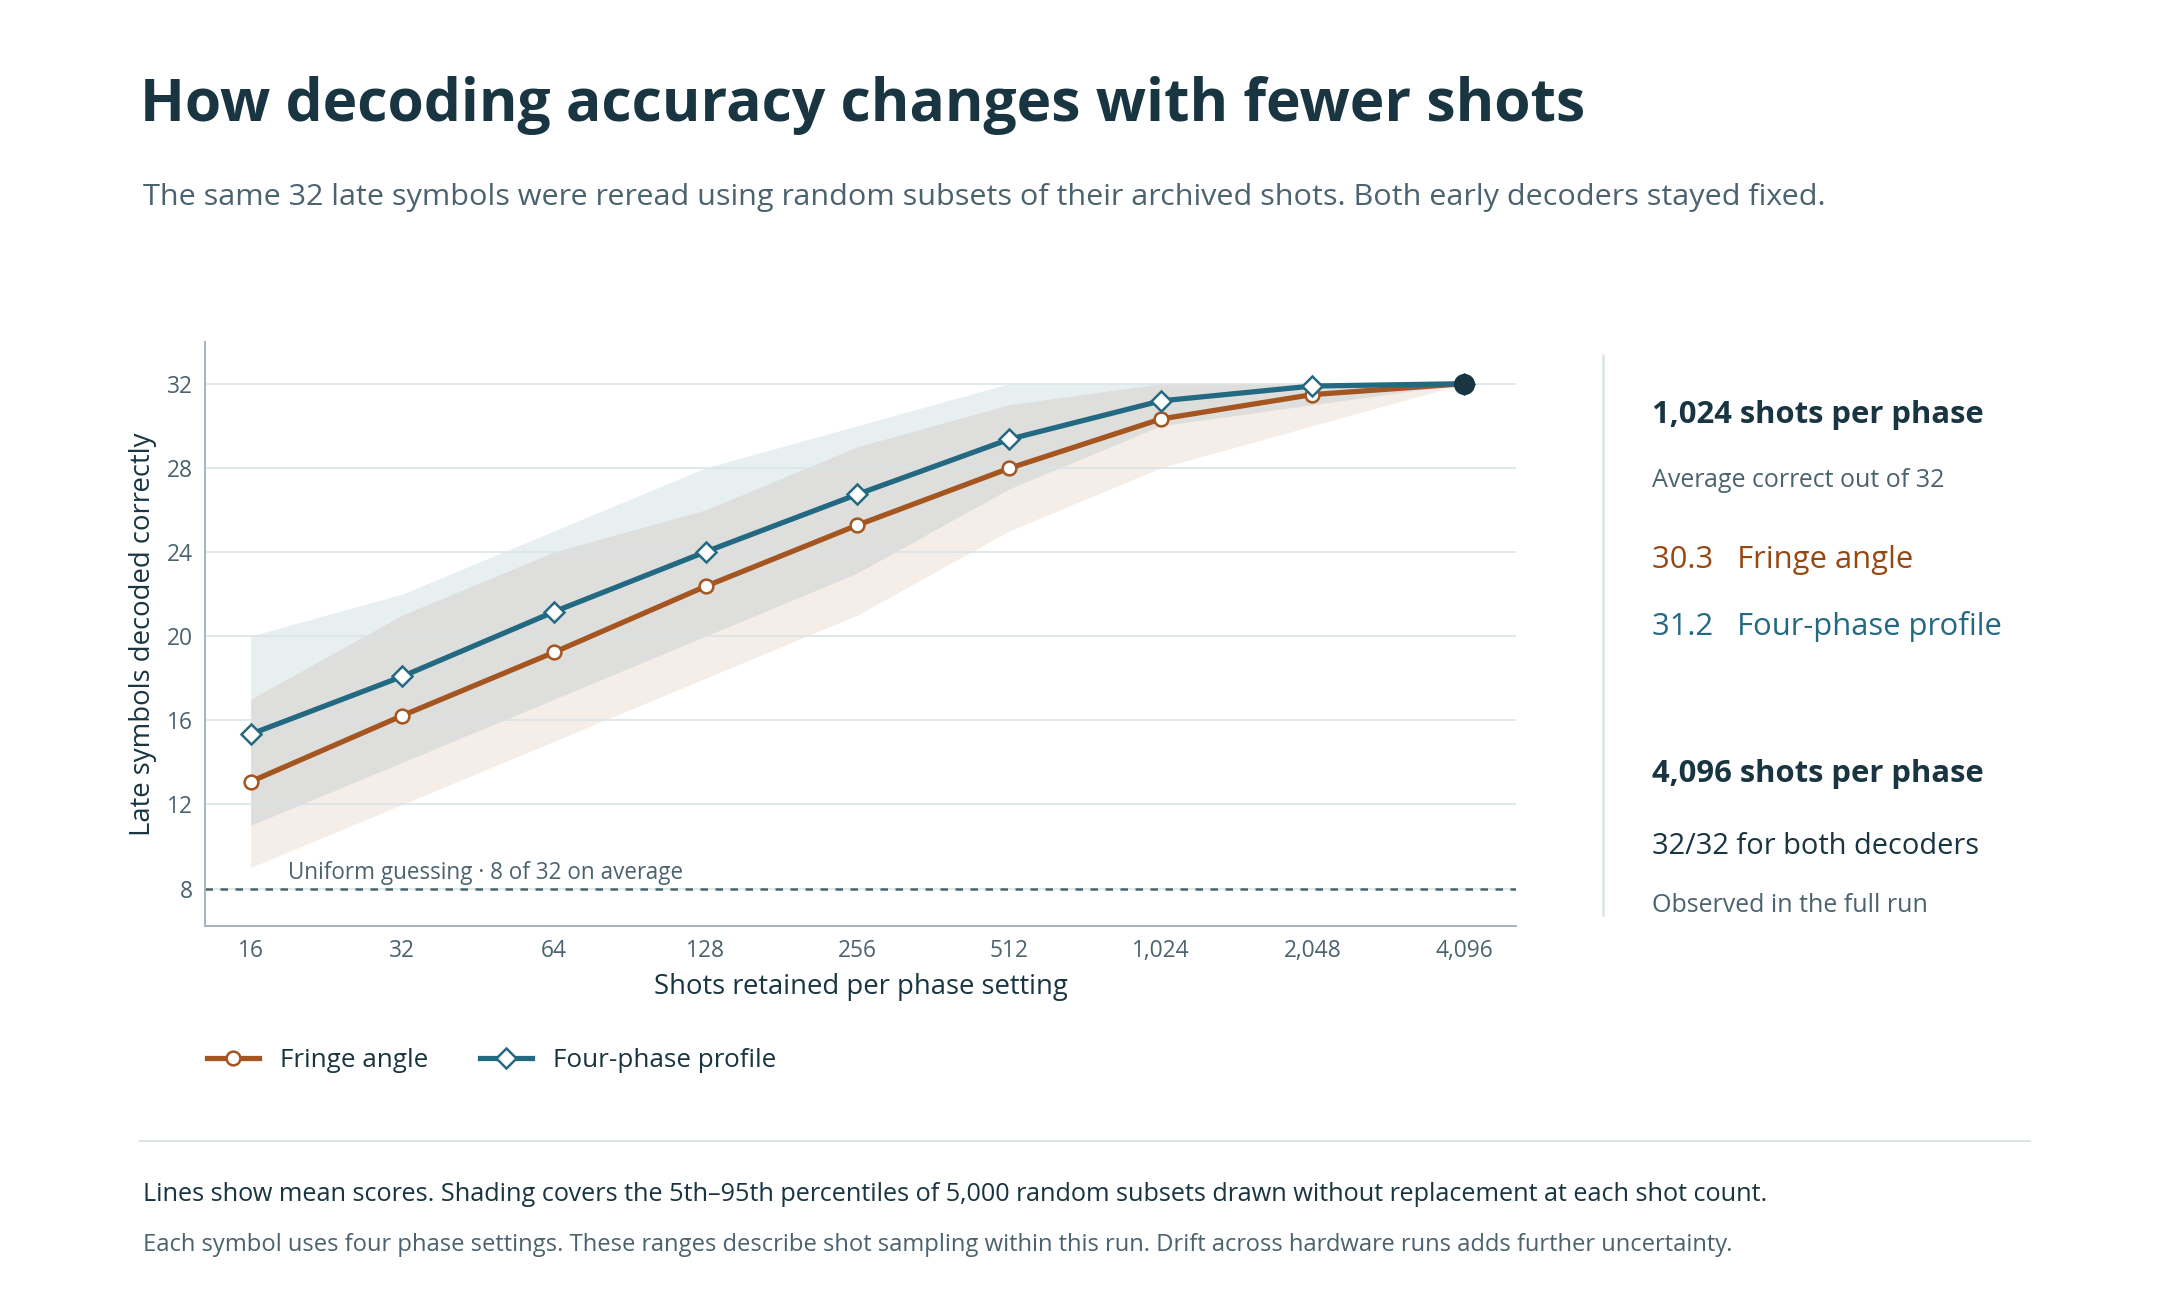 How decoding accuracy changes with fewer shots
The same 32 late symbols were reread using random subsets of their archived shots. Both early decoders stayed fixed.
Late symbols decoded correctly
32
28
24
20
16
12
8
Uniform guessing · 8 of 32 on average
16 32 64 128 256 512 1,024 2,048 4,096
Shots retained per phase setting
Fringe angle Four-phase profile
1,024 shots per phase
Average correct out of 32
30.3 Fringe angle
31.2 Four-phase profile
4,096 shots per phase
32/32 for both decoders
Observed in the full run
Lines show mean scores. Shading covers the 5th–95th percentiles of 5,000 random subsets drawn without replacement at each shot count.
Each symbol uses four phase settings. These ranges describe shot sampling within this run. Drift across hardware runs adds further uncertainty.